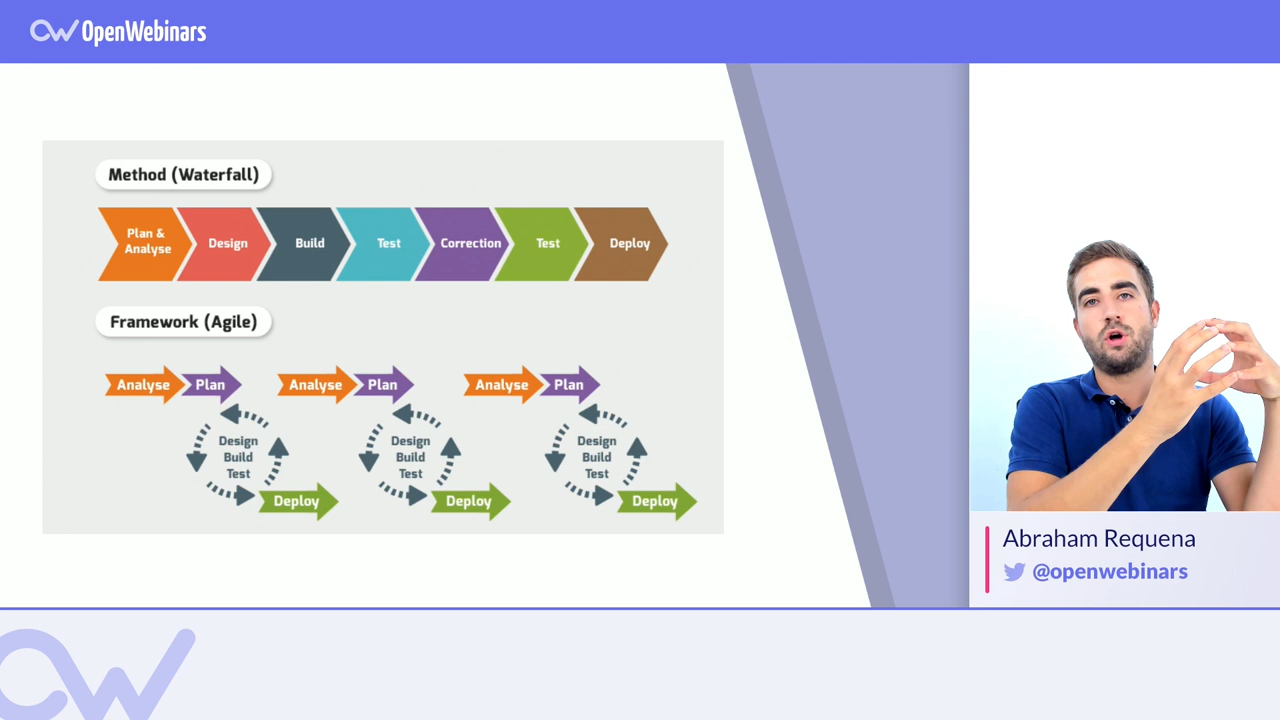 OpenWebinars
Method (Waterfall)
Plan &
Analyse
Design
Build
Test
Correction
Test
Deploy
Framework (Agile)
Analyse
Plan
Analyse
Plan
Analyse
Plan
Design
Build
Test
Design
Build
Test
Design
Build
Test
Deploy
Deploy
Deploy
Abraham Requena
@openwebinars